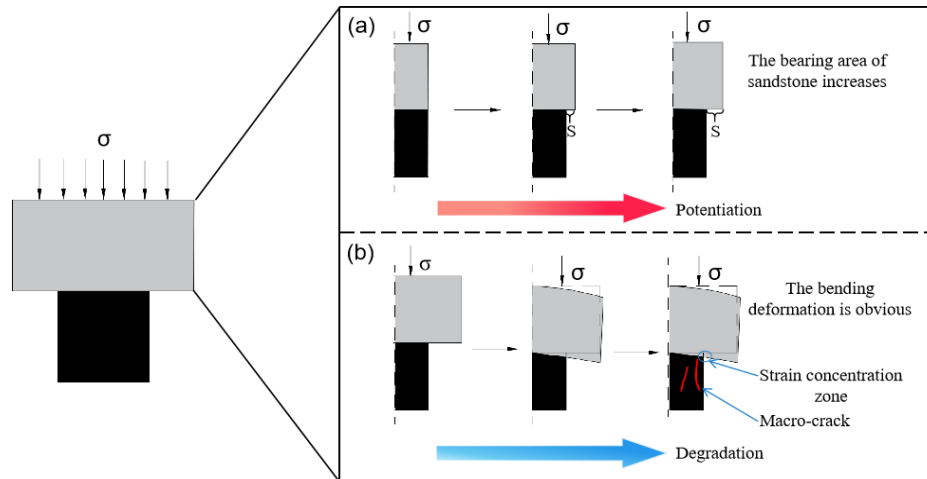 σ
(a)
σ
σ
σ
The bearing area of
sandstone increases
S
S
Potentiation
(b)
σ
σ
σ
The bending
deformation is obvious
Strain concentration
zone
Macro-crack
Degradation